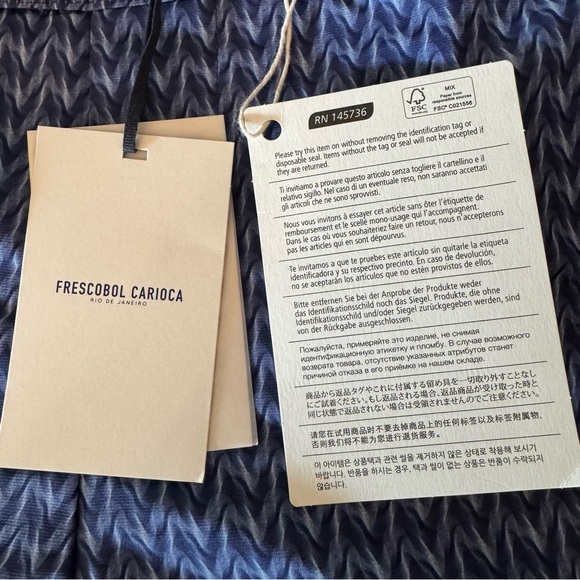 FRESCOBOL CARIOCA
RIO DE JANEIRO
RN 145736
FSC
MIX
Paper from
responsible sources
FSC® C021556
Please try this item on without removing the identification tag or
disposable seal. Items without the tag or seal will not be accepted if
they are returned.
Ti invitiamo a provare questo articolo senza togliere il cartellino e il
relativo sigillo. Nel caso di un eventuale reso, non saranno accettati
gli articoli che ne sono sprovvisti.
Nous vous invitons à essayer cet article sans ôter l'étiquette de
remboursement et le scellé mono-usage qui l'accompagnent.
Dans le cas où vous souhaiteriez faire un retour, nous n'accepterons
pas les articles qui en sont dépourvus.
Te invitamos a que te pruebes este artículo sin quitarle la etiqueta
identificadora y su respectivo precinto. En caso de devolución,
no se aceptarán los artículos que no estén provistos de ellos.
Bitte entfernen Sie bei der Anprobe der Produkte weder
das Identifikationsschild noch das Siegel. Produkte, die ohne
Identifikationsschild und/oder Siegel zurückgegeben werden, sind
von der Rückgabe ausgeschlossen.
Пожалуйста, примеряйте это изделие, не снимая
идентификационную этикетку и пломбу. В случае возможного
возврата товара, отсутствие указанных атрибутов станет
причиной отказа в его приёмке на нашем складе.
商品から返品タグやこれに付属する留め具を一切取り外すことなし
にご試着ください。もし返品される場合、返品商品が受け取り時と
同じ状態で返品されない場合は受領されませんのでご注意ください。
请您在试用商品时不要去掉商品上的任何标签以及标签附属物,
否则我们将不能为您进行退货服务。
이 아이템은 상품택과 관련 씰을 제거하지 않은 상태로 착용해 보시기
바랍니다. 반품을 하시는 경우, 택과 씰이 없는 상품은 반품이 수락되지
않습니다.